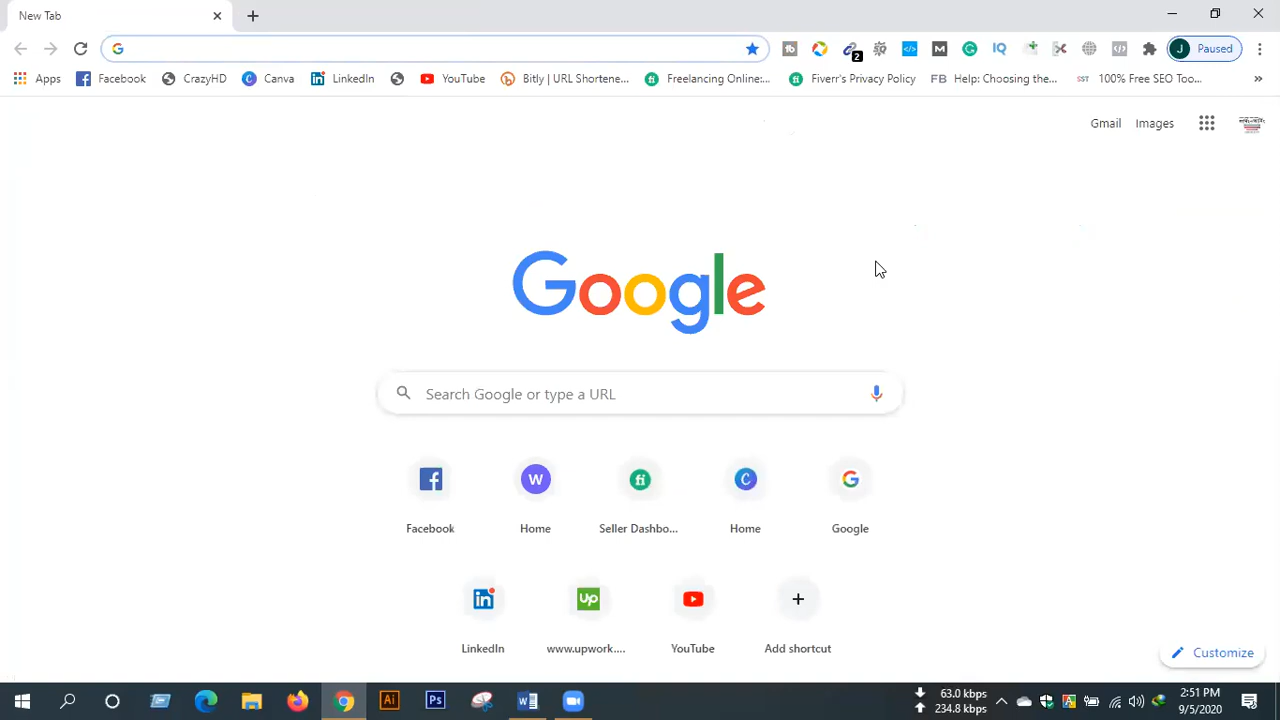 New Tab
2
J Paused
Apps Facebook CrazyHD Canva LinkedIn YouTube Bitly | URL Shortene... Freelancing Online:... Fiverr's Privacy Policy FB Help: Choosing the... SST 100% Free SEO Too... »
Gmail Images
Google
Search Google or type a URL
Facebook Home Seller Dashbo... Home Google
LinkedIn www.upwork.... YouTube Add shortcut
Customize
63.0 kbps
234.8 kbps
2:51 PM
9/5/2020